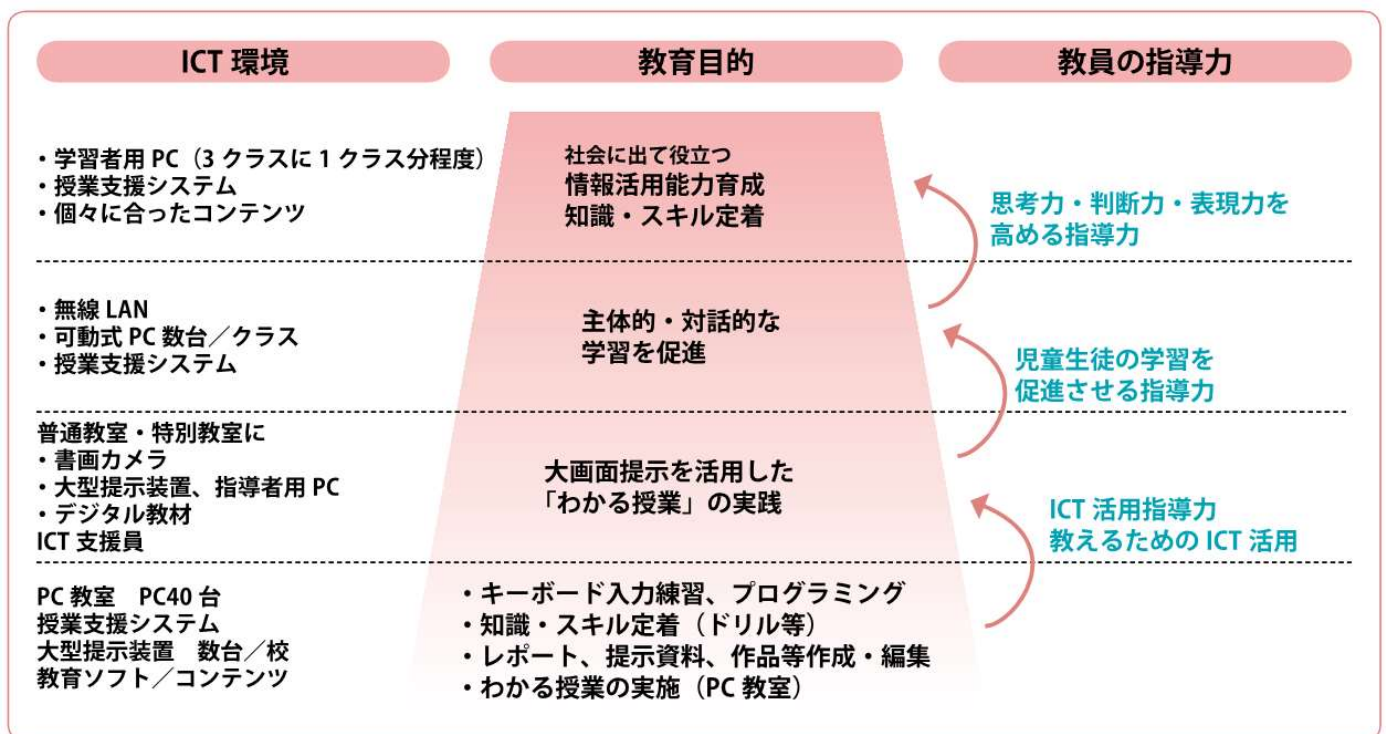 ICT 環境
教育目的
教員の指導力
・学習者用 PC（3 クラスに 1 クラス分程度）
・授業支援システム
・個々に合ったコンテンツ
社会に出て役立つ
情報活用能力育成
知識・スキル定着
思考力・判断力・表現力を
高める指導力
・無線 LAN
・可動式 PC 数台／クラス
・授業支援システム
主体的・対話的な
学習を促進
児童生徒の学習を
促進させる指導力
普通教室・特別教室に
・書画カメラ
・大型提示装置、指導者用 PC
・デジタル教材
ICT 支援員
大画面提示を活用した
「わかる授業」の実践
ICT 活用指導力
教えるための ICT 活用
PC 教室　PC40 台
授業支援システム
大型提示装置　数台／校
教育ソフト／コンテンツ
・キーボード入力練習、プログラミング
・知識・スキル定着（ドリル等）
・レポート、提示資料、作品等作成・編集
・わかる授業の実施（PC 教室）